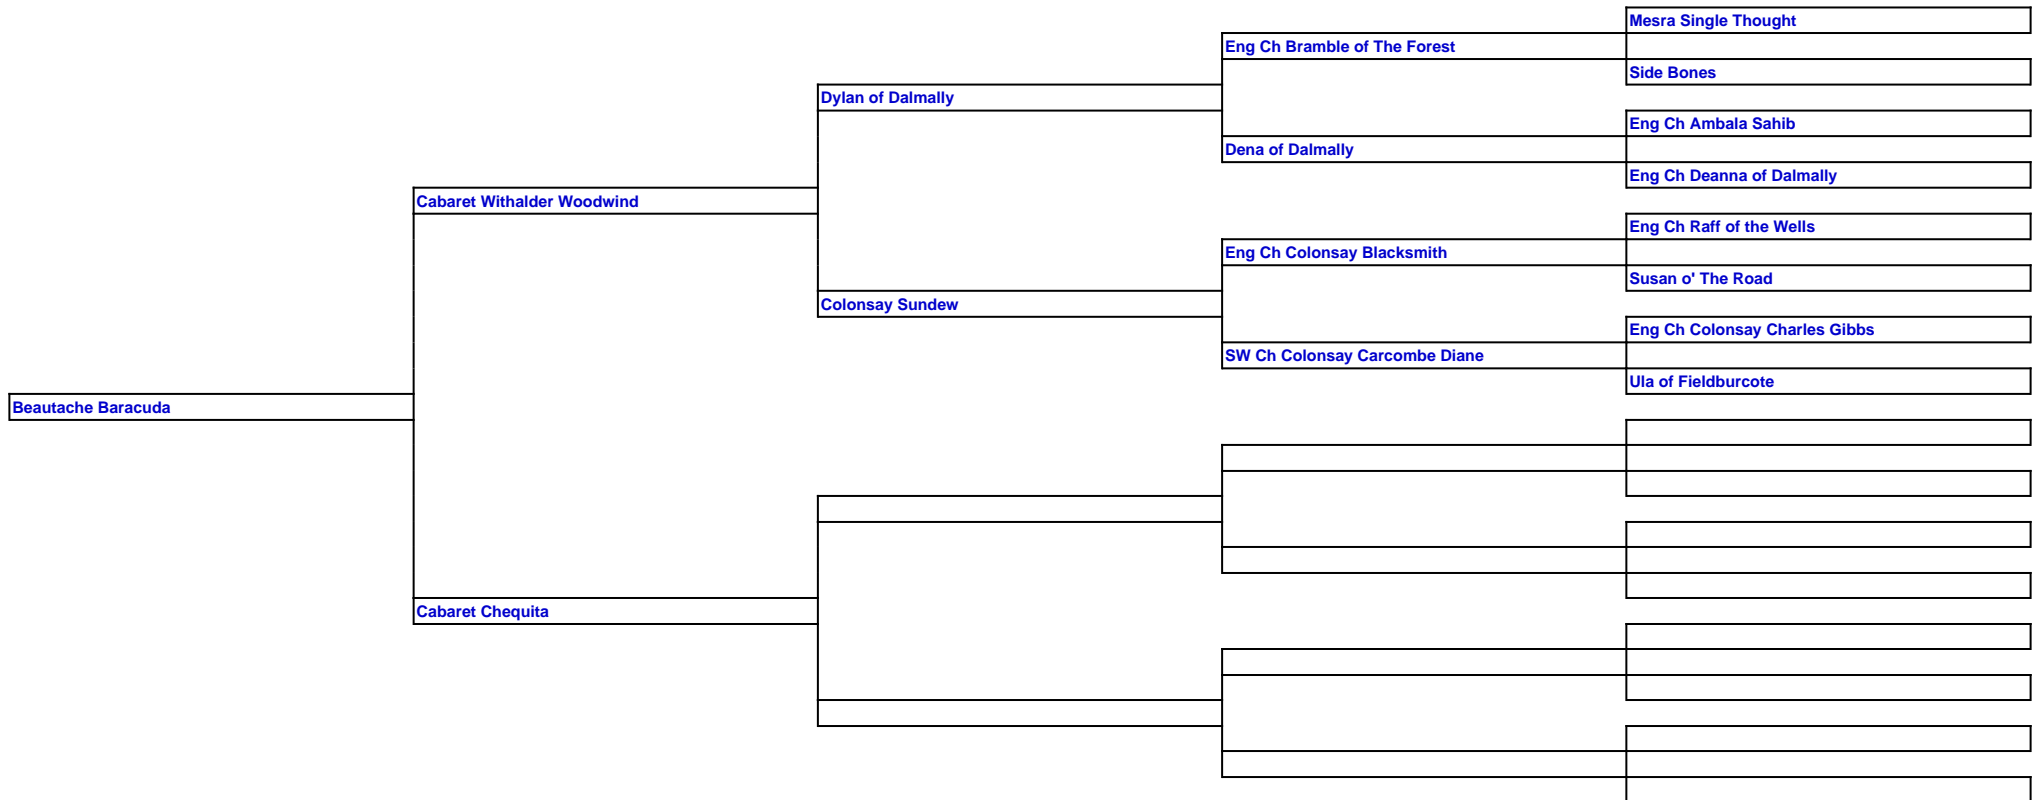 Mesra Single Thought
Eng Ch Bramble of The Forest
Side Bones
Dylan of Dalmally
Eng Ch Ambala Sahib
Dena of Dalmally
Eng Ch Deanna of Dalmally
Cabaret Withalder Woodwind
Eng Ch Raff of the Wells
Eng Ch Colonsay Blacksmith
Susan o' The Road
Colonsay Sundew
Eng Ch Colonsay Charles Gibbs
SW Ch Colonsay Carcombe Diane
Ula of Fieldburcote
Beautache Baracuda
Cabaret Chequita